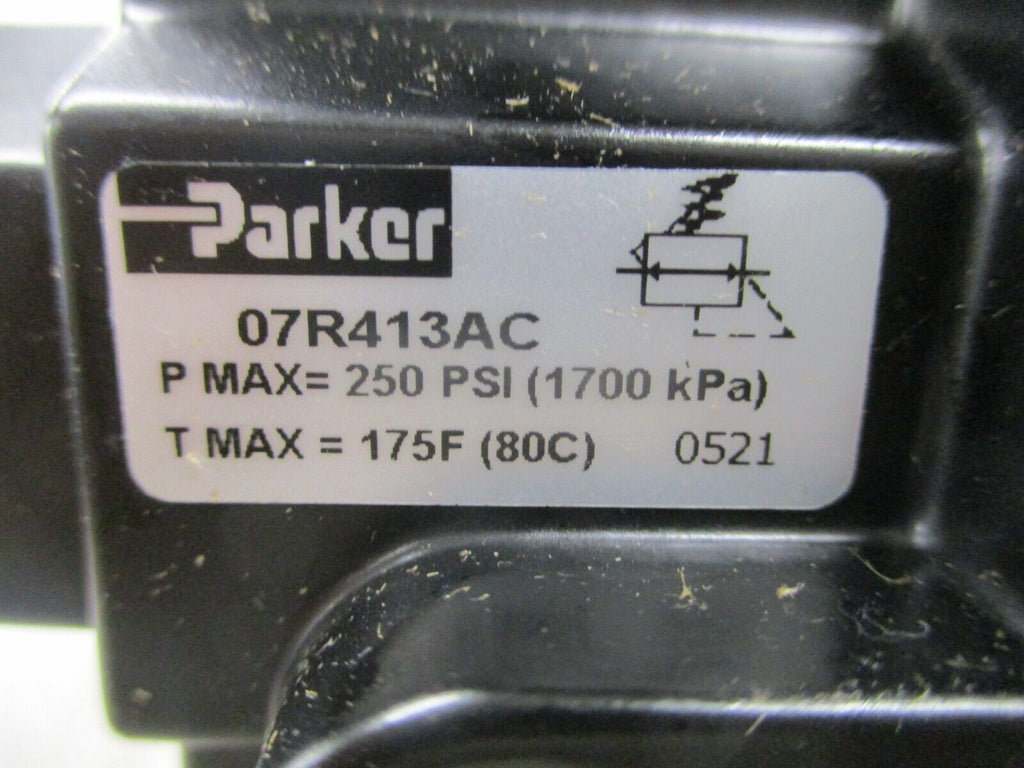 Parker
07R413AC
P MAX= 250 PSI (1700 kPa)
T MAX = 175F (80C) 0521